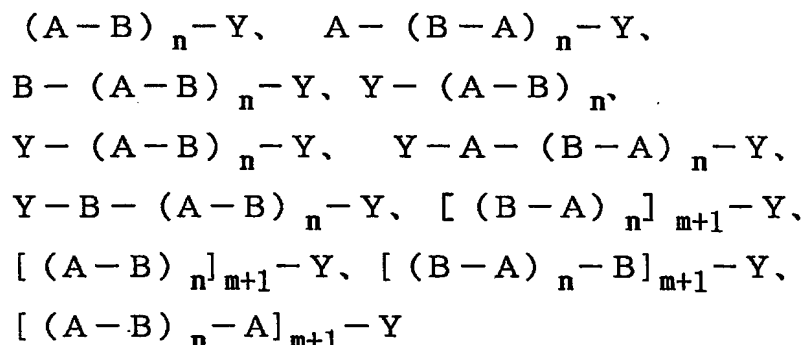 (A－B)n－Y、 A－(B－A)n－Y、
B－(A－B)n－Y、Y－(A－B)n、
Y－(A－B)n－Y、 Y－A－(B－A)n－Y、
Y－B－(A－B)n－Y、[(B－A)n]m+1－Y、
[(A－B)n]m+1－Y、[(B－A)n－B]m+1－Y、
[(A－B)n－A]m+1－Y